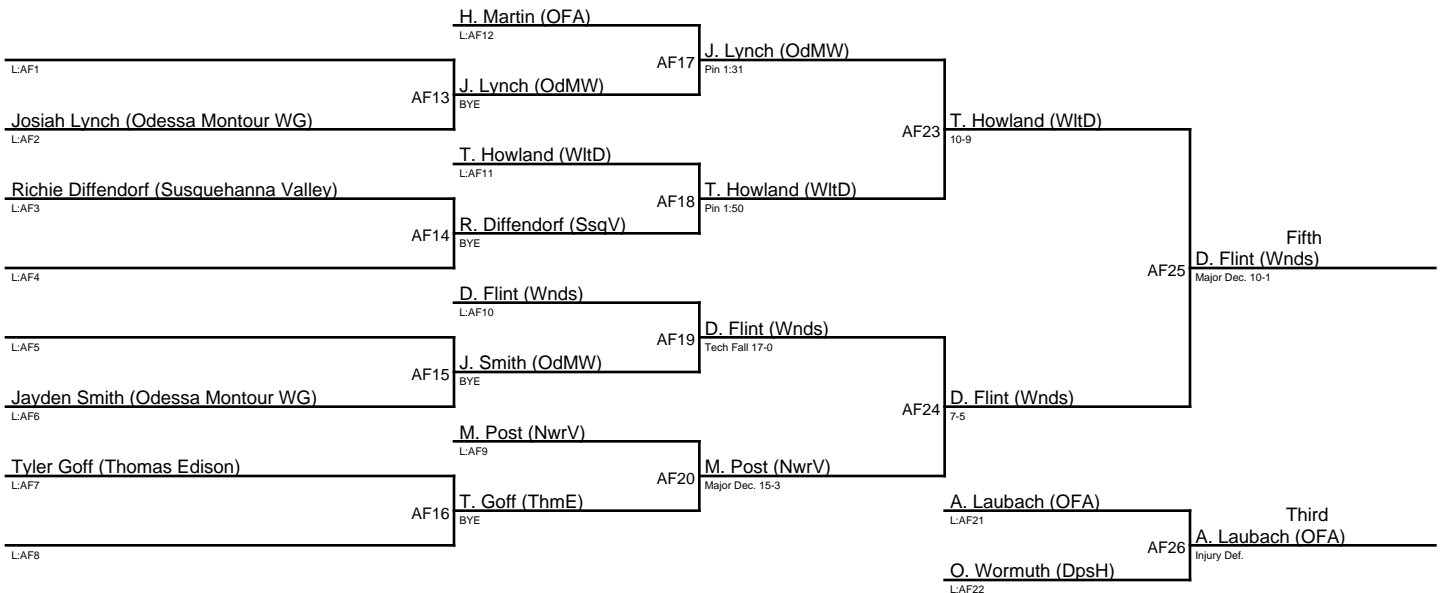 H. Martin (OFA)
L:AF12
L:AF1
AF17
J. Lynch (OdMW)
Pin 1:31
AF13
J. Lynch (OdMW)
BYE
Josiah Lynch (Odessa Montour WG)
L:AF2
AF23
T. Howland (WltD)
10-9
T. Howland (WltD)
L:AF11
Richie Diffendorf (Susquehanna Valley)
L:AF3
AF18
T. Howland (WltD)
Pin 1:50
AF14
R. Diffendorf (SsqV)
BYE
L:AF4
AF25
Fifth
D. Flint (Wnds)
Major Dec. 10-1
D. Flint (Wnds)
L:AF10
L:AF5
AF19
D. Flint (Wnds)
Tech Fall 17-0
AF15
J. Smith (OdMW)
BYE
Jayden Smith (Odessa Montour WG)
L:AF6
AF24
D. Flint (Wnds)
7-5
M. Post (NwrV)
L:AF9
Tyler Goff (Thomas Edison)
L:AF7
AF20
M. Post (NwrV)
Major Dec. 15-3
AF16
T. Goff (ThmE)
BYE
A. Laubach (OFA)
L:AF21
L:AF8
AF26
Third
A. Laubach (OFA)
Injury Def.
O. Wormuth (DpsH)
L:AF22